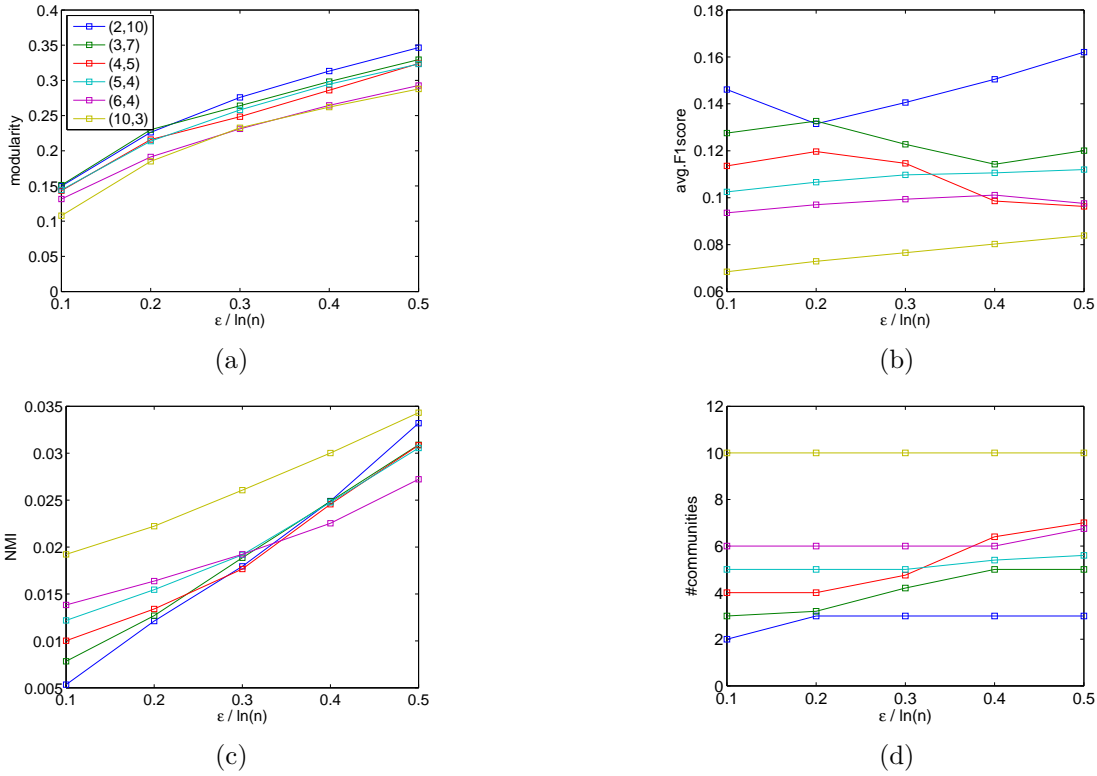 0.4
0.35
0.3
0.25
0.2
0.15
0.1
0.05
0
modularity
(2,10)
(3,7)
(4,5)
(5,4)
(6,4)
(10,3)
0.1 0.2 0.3 0.4 0.5
ε / ln(n)
(a)
0.18
0.16
0.14
0.12
0.1
0.08
0.06
avg.F1score
0.1 0.2 0.3 0.4 0.5
ε / ln(n)
(b)
0.035
0.03
0.025
0.02
0.015
0.01
0.005
NMI
0.1 0.2 0.3 0.4 0.5
ε / ln(n)
(c)
12
10
8
6
4
2
0
#communities
0.1 0.2 0.3 0.4 0.5
ε / ln(n)
(d)